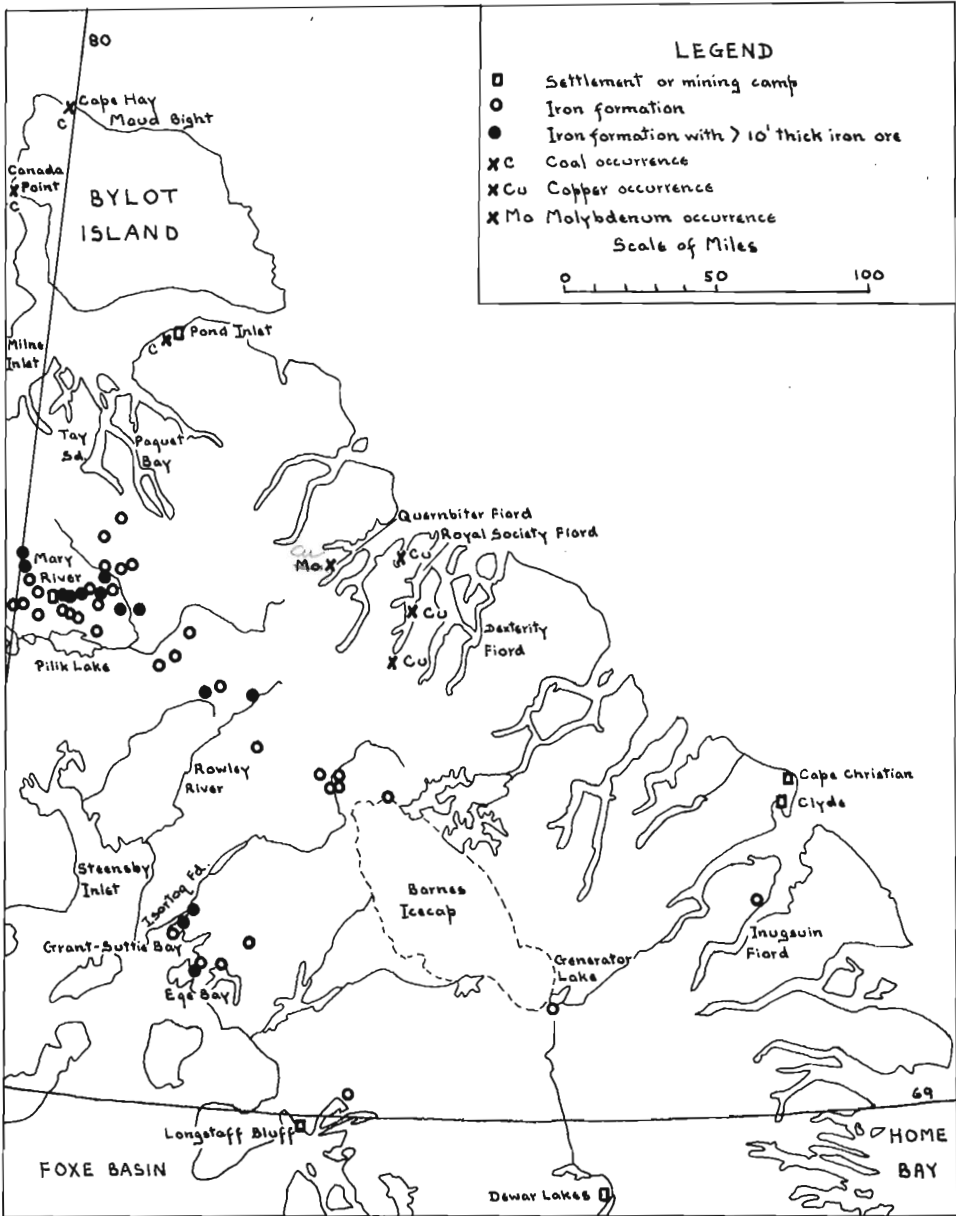 80
LEGEND
Settlement or mining camp
Iron formation
Iron formation with > 10' thick iron ore
x C Coal occurrence
x Cu Copper occurrence
x Mo Molybdenum occurrence
Scale of Miles
0 50 100
Cape Hay
C
Maud Bight
Canada
Point
C
BYLOT
ISLAND
Pond Inlet
C
Milne
Inlet
Tay
Sd.
Paquet
Bay
Quernbiter Fiord
Royal Society Fiord
Cu
Mo
Cu
Cu
Cu
Dexterity
Fiord
Mary
River
Pilik Lake
Rowley
River
Cape Christian
Clyde
Steensby
Inlet
Isortoq Fd.
Barnes
Icecap
Grant-Suttie Bay
Inugsuin
Fiord
Generator
Lake
Eqe Bay
69
Longstaff Bluff
HOME
BAY
FOXE BASIN
Dewar Lakes